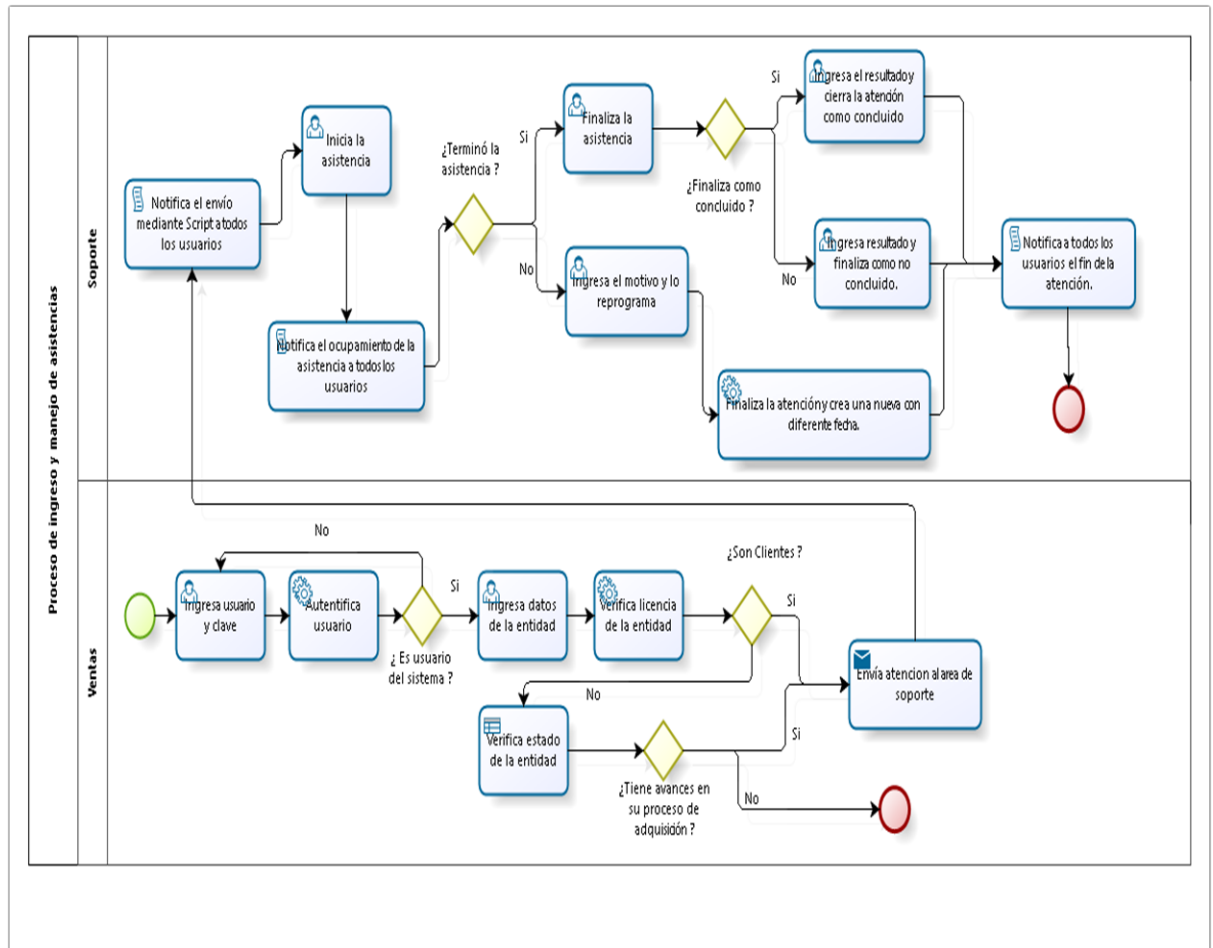 Proceso de ingreso y manejo de asistencias
Soporte
Notifica el envío
mediante Script a todos
los usuarios
Inicia la
asistencia
Notifica el ocupamiento de la
asistencia a todos los
usuarios
¿Terminó la
asistencia ?
Si
No
Finaliza la
asistencia
Ingresa el motivo y lo
reprograma
¿Finaliza como
concluido ?
Si
No
Ingresa el resultado y
cierra la atención
como concluido
Ingresa resultado y
finaliza como no
concluido.
Finaliza la atención y crea una nueva con
diferente fecha.
Notifica a todos los
usuarios el fin de la
atención.
Ventas
No
Ingresa usuario
y clave
Autentifica
usuario
¿ Es usuario
del sistema ?
Si
Ingresa datos
de la entidad
Verifica licencia
de la entidad
¿Son Clientes ?
Si
No
Verifica estado
de la entidad
¿Tiene avances en
su proceso de
adquisición ?
Si
No
Envía atencion al area de
soporte